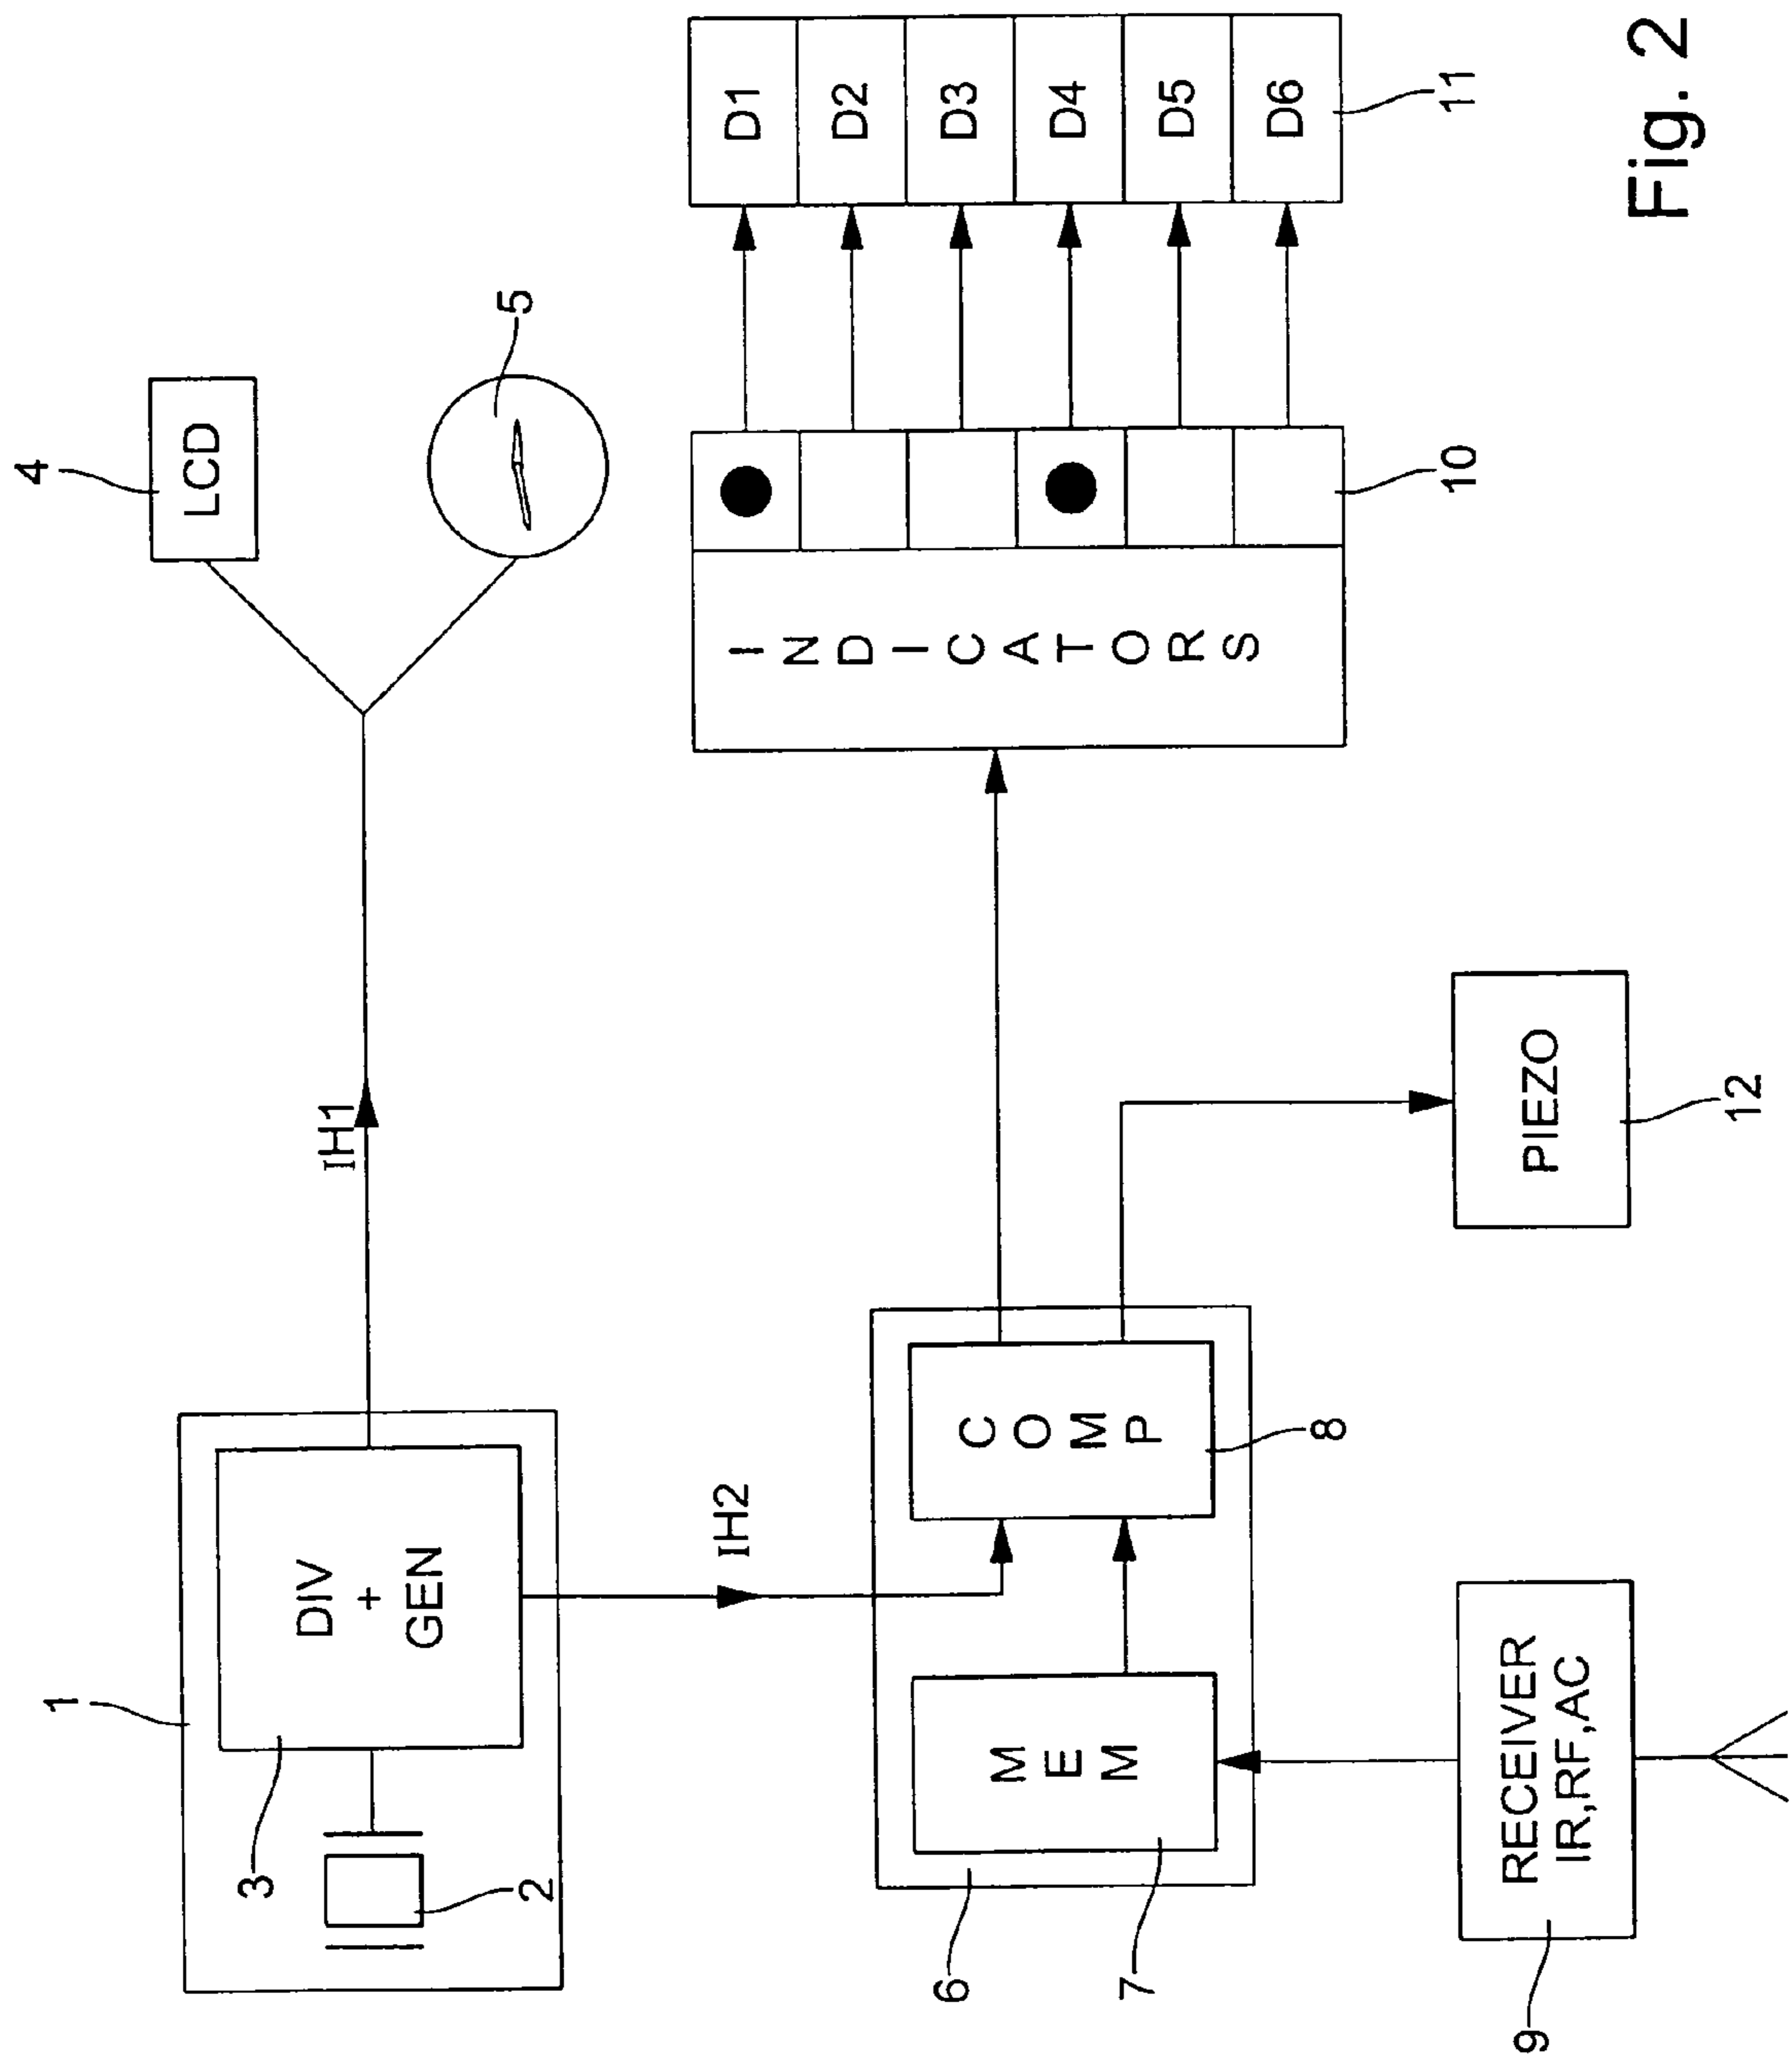 4
LCD
5
IH1
1
DIV
+
GEN
3
2
IH2
INDICATORS
10
D1
D2
D3
D4
D5
D6
11
COMP
8
MEM
6
7
PIEZO
12
RECEIVER
IR,RF,AC
9
Fig. 2